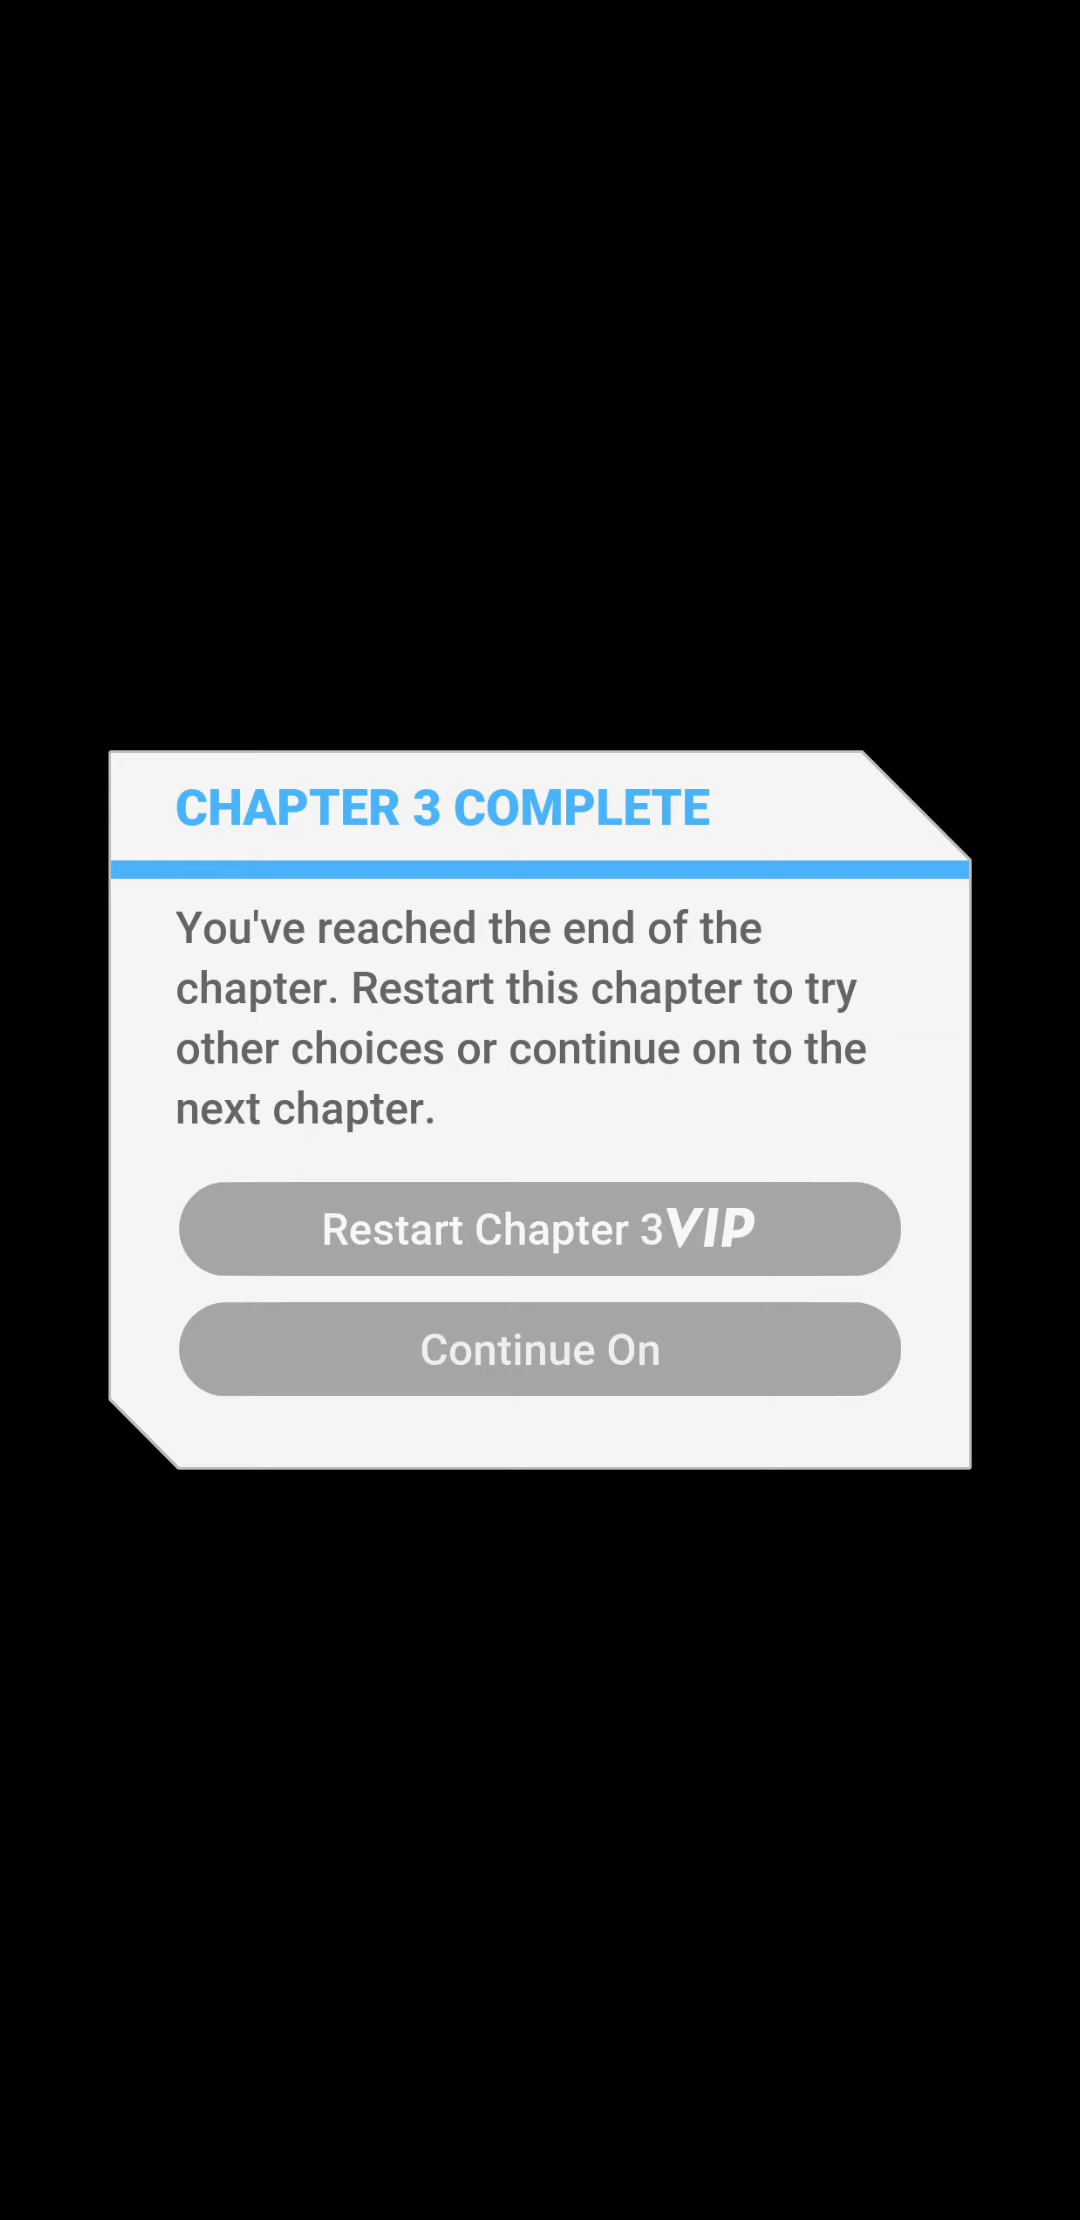 CHAPTER 3 COMPLETE
You've reached the end of the
chapter. Restart this chapter to try
other choices or continue on to the
next chapter.
Restart Chapter 3VIP
Continue On